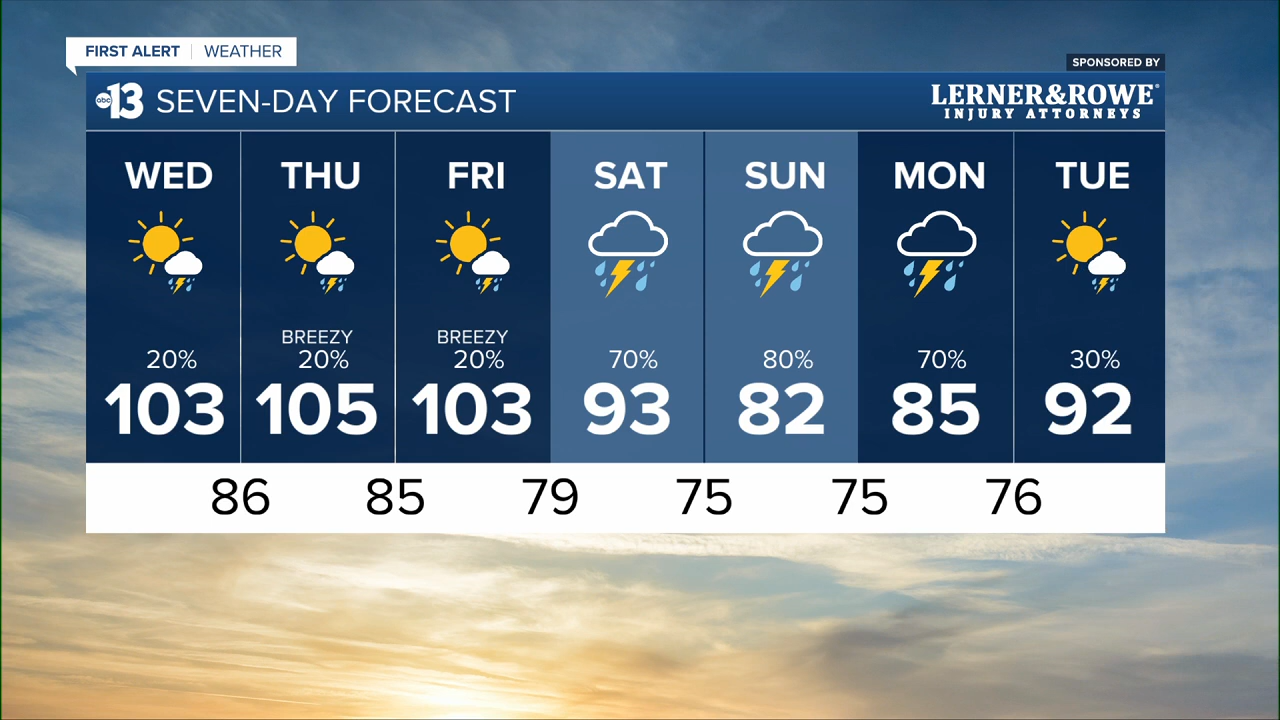 FIRST ALERT | WEATHER
SPONSORED BY
abc 13 SEVEN-DAY FORECAST
LERNER&ROWE®
INJURY ATTORNEYS
WED THU FRI SAT SUN MON TUE
BREEZY BREEZY
20% 20% 20% 70% 80% 70% 30%
103 105 103 93 82 85 92
86 85 79 75 75 76